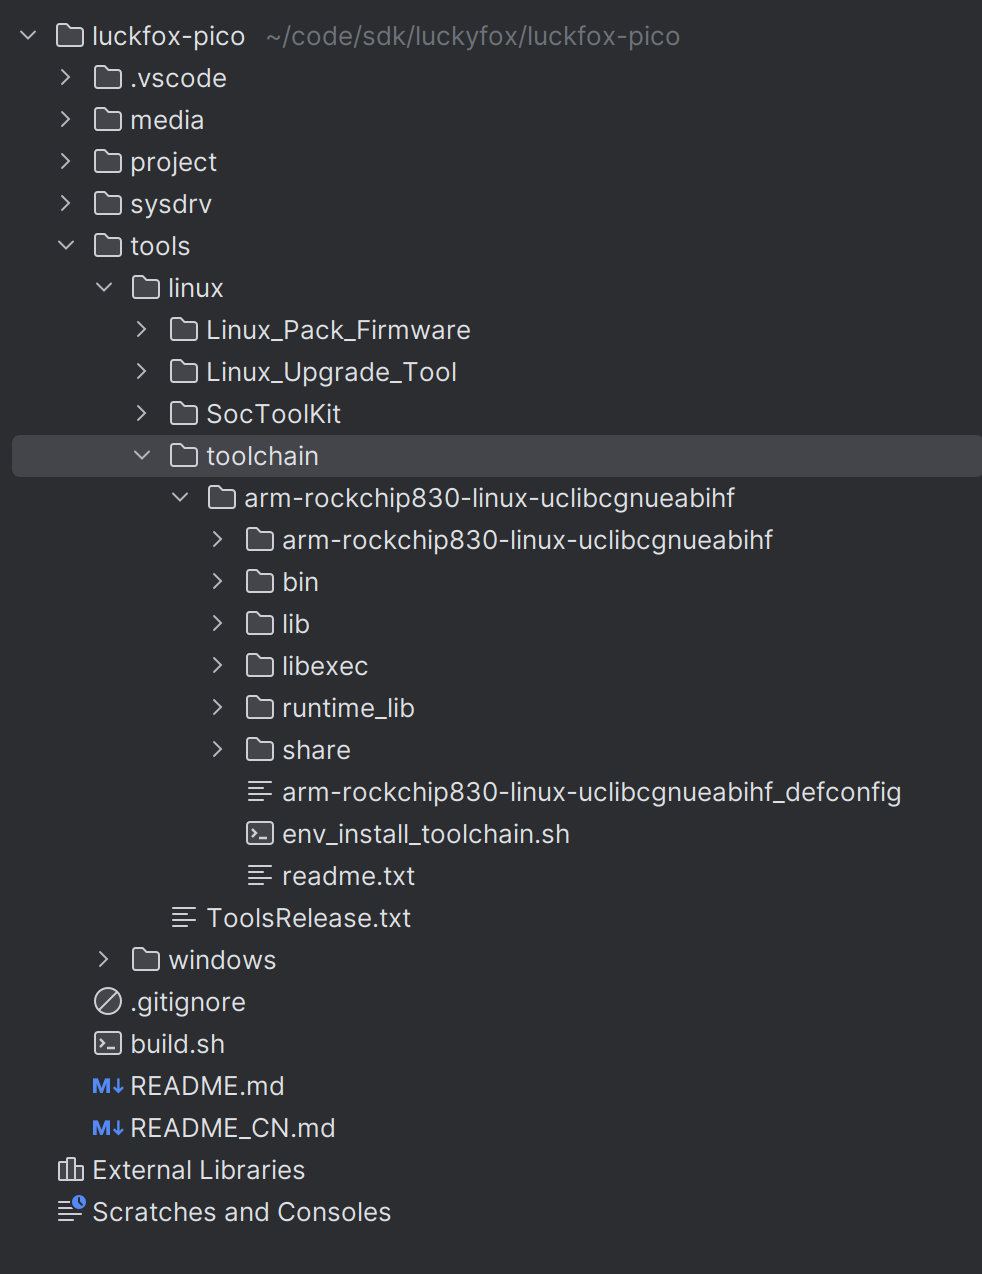 luckfox-pico ~/code/sdk/luckyfox/luckfox-pico
.vscode
media
project
sysdrv
tools
linux
Linux_Pack_Firmware
Linux_Upgrade_Tool
SocToolKit
toolchain
arm-rockchip830-linux-uclibcgnueabihf
arm-rockchip830-linux-uclibcgnueabihf
bin
lib
libexec
runtime_lib
share
arm-rockchip830-linux-uclibcgnueabihf_defconfig
env_install_toolchain.sh
readme.txt
ToolsRelease.txt
windows
.gitignore
build.sh
M↓ README.md
M↓ README_CN.md
External Libraries
Scratches and Consoles